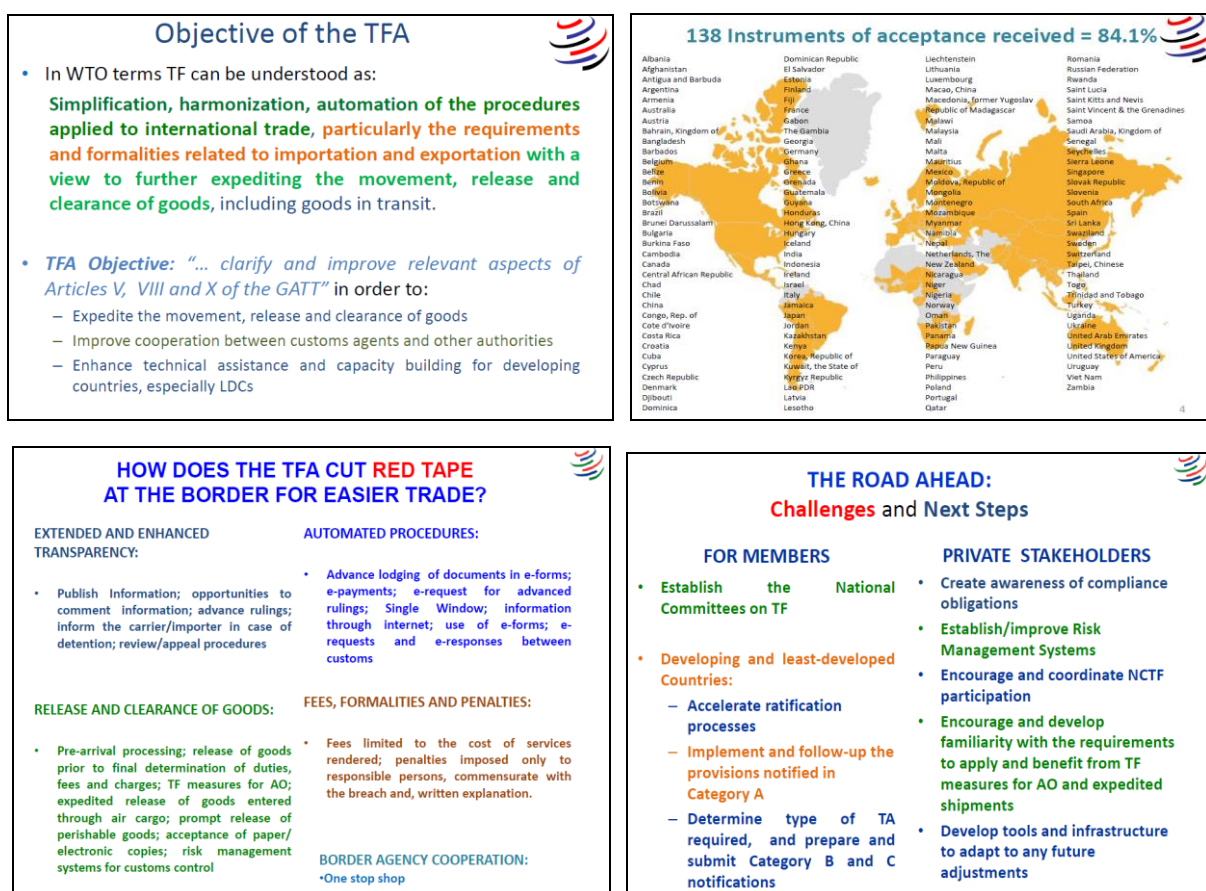 Objective of the TFA
• In WTO terms TF can be understood as:
Simplification, harmonization, automation of the procedures
applied to international trade, particularly the requirements
and formalities related to importation and exportation with a
view to further expediting the movement, release and
clearance of goods, including goods in transit.
• TFA Objective: “… clarify and improve relevant aspects of
Articles V, VIII and X of the GATT” in order to:
– Expedite the movement, release and clearance of goods
– Improve cooperation between customs agents and other authorities
– Enhance technical assistance and capacity building for developing
countries, especially LDCs
138 Instruments of acceptance received = 84.1%
Albania
Afghanistan
Antigua and Barbuda
Argentina
Armenia
Australia
Austria
Bahrain, Kingdom of
Bangladesh
Barbados
Belgium
Belize
Benin
Bolivia
Botswana
Brazil
Brunei Darussalam
Bulgaria
Burkina Faso
Cambodia
Canada
Central African Republic
Chad
Chile
China
Congo, Rep. of
Cote d'Ivoire
Costa Rica
Croatia
Cuba
Cyprus
Czech Republic
Denmark
Djibouti
Dominica
Dominican Republic
El Salvador
Estonia
Finland
Fiji
France
Gabon
The Gambia
Georgia
Germany
Ghana
Greece
Grenada
Guatemala
Guyana
Honduras
Hong Kong, China
Hungary
Iceland
India
Indonesia
Ireland
Israel
Italy
Jamaica
Japan
Jordan
Kazakhstan
Kenya
Korea, Republic of
Kuwait, the State of
Kyrgyz Republic
Lao PDR
Latvia
Lesotho
Liechtenstein
Lithuania
Luxembourg
Macao, China
Macedonia, former Yugoslav
Republic of Madagascar
Malawi
Malaysia
Mali
Malta
Mauritius
Mexico
Moldova, Republic of
Mongolia
Montenegro
Mozambique
Myanmar
Namibia
Nepal
Netherlands, The
New Zealand
Nicaragua
Niger
Nigeria
Norway
Oman
Pakistan
Panama
Papua New Guinea
Paraguay
Peru
Philippines
Poland
Portugal
Qatar
Romania
Russian Federation
Rwanda
Saint Lucia
Saint Kitts and Nevis
Saint Vincent & the Grenadines
Samoa
Saudi Arabia, Kingdom of
Senegal
Seychelles
Sierra Leone
Singapore
Slovak Republic
Slovenia
South Africa
Spain
Sri Lanka
Swaziland
Sweden
Switzerland
Taipei, Chinese
Thailand
Togo
Trinidad and Tobago
Turkey
Uganda
Ukraine
United Arab Emirates
United Kingdom
United States of America
Uruguay
Viet Nam
Zambia
4
HOW DOES THE TFA CUT RED TAPE
AT THE BORDER FOR EASIER TRADE?
EXTENDED AND ENHANCED
TRANSPARENCY:
• Publish Information; opportunities to
comment information; advance rulings;
inform the carrier/importer in case of
detention; review/appeal procedures
RELEASE AND CLEARANCE OF GOODS:
• Pre-arrival processing; release of goods
prior to final determination of duties,
fees and charges; TF measures for AO;
expedited release of goods entered
through air cargo; prompt release of
perishable goods; acceptance of paper/
electronic copies; risk management
systems for customs control
AUTOMATED PROCEDURES:
• Advance lodging of documents in e-forms;
e-payments; e-request for advanced
rulings; Single Window; information
through internet; use of e-forms; e-
requests and e-responses between
customs
FEES, FORMALITIES AND PENALTIES:
• Fees limited to the cost of services
rendered; penalties imposed only to
responsible persons, commensurate with
the breach and, written explanation.
BORDER AGENCY COOPERATION:
•One stop shop
THE ROAD AHEAD:
Challenges and Next Steps
FOR MEMBERS
• Establish the National
Committees on TF
• Developing and least-developed
Countries:
– Accelerate ratification
processes
– Implement and follow-up the
provisions notified in
Category A
– Determine type of TA
required, and prepare and
submit Category B and C
notifications
PRIVATE STAKEHOLDERS
• Create awareness of compliance
obligations
• Establish/improve Risk
Management Systems
• Encourage and coordinate NCTF
participation
• Encourage and develop
familiarity with the requirements
to apply and benefit from TF
measures for AO and expedited
shipments
• Develop tools and infrastructure
to adapt to any future
adjustments